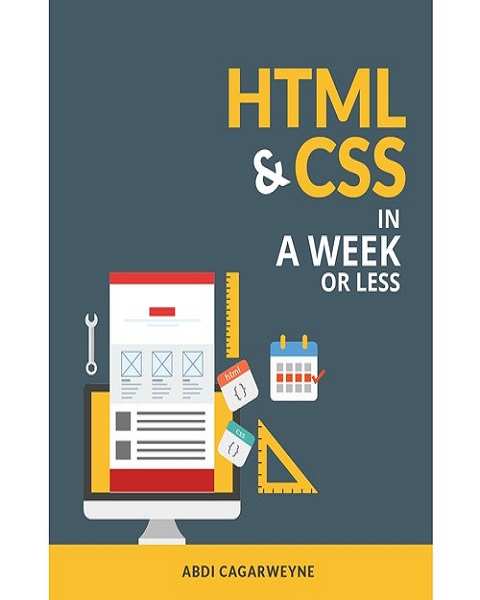 HTML
& CSS
IN
A WEEK
OR LESS
html
{}
css
{}
ABDI CAGARWEYNE